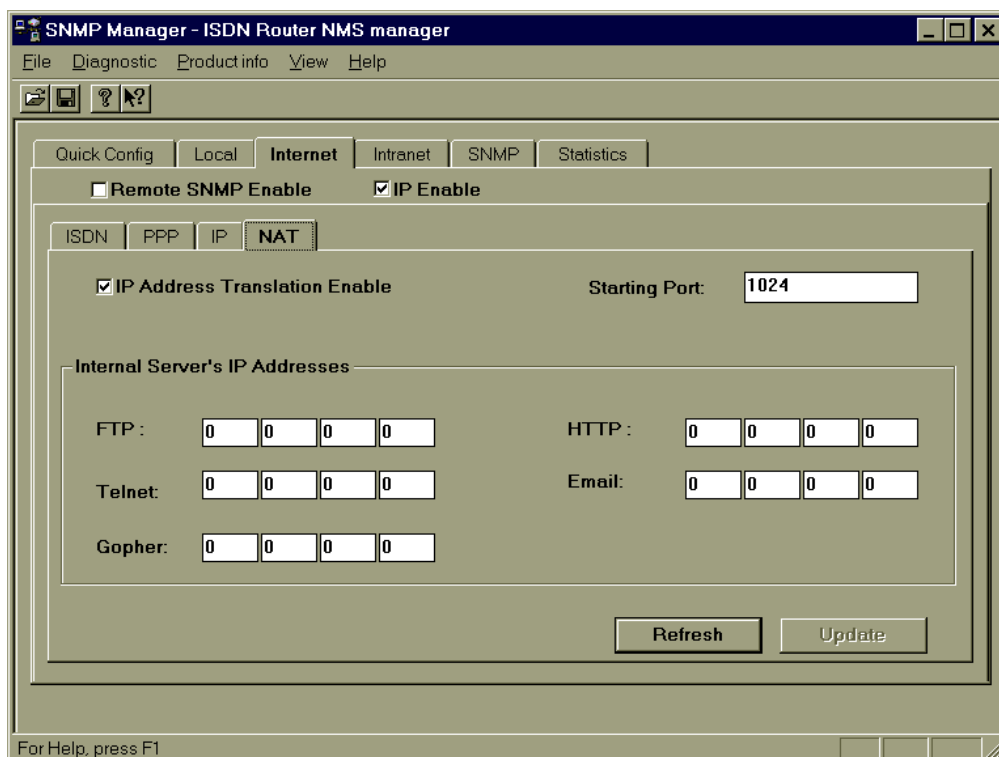 SNMP Manager - ISDN Router NMS manager
File Diagnostic Product info View Help
Quick Config Local Internet Intranet SNMP Statistics
Remote SNMP Enable IP Enable
ISDN PPP IP NAT
IP Address Translation Enable Starting Port: 1024
Internal Server's IP Addresses
FTP : 0 0 0 0 HTTP : 0 0 0 0
Telnet: 0 0 0 0 Email: 0 0 0 0
Gopher: 0 0 0 0
Refresh Update
For Help, press F1